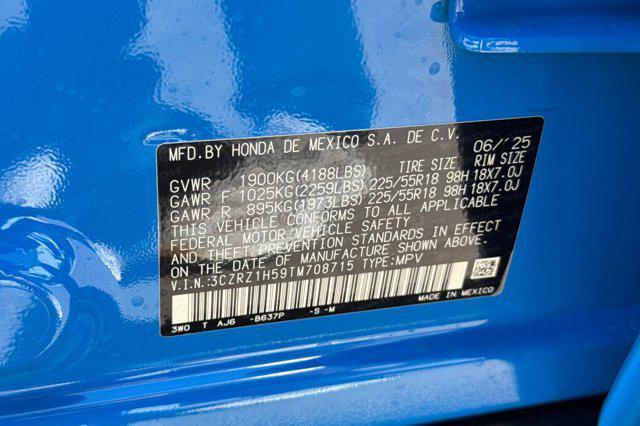 MFD.BY HONDA DE MEXICO S.A. DE C.V. 06/'25
GVWR 1900KG(4188LBS) TIRE SIZE RIM SIZE
GAWR F 1025KG(2259LBS) 225/55R18 98H 18X7.0J
GAWR R 895KG(1973LBS) 225/55R18 98H 18X7.0J
THIS VEHICLE CONFORMS TO ALL APPLICABLE
FEDERAL MOTOR VEHICLE SAFETY
AND THEFT PREVENTION STANDARDS IN EFFECT
ON THE DATE OF MANUFACTURE SHOWN ABOVE.
V.I.N.:3CZRZ1H59TM708715 TYPE:MPV
3WO T AJ6 -B637P -S -M MADE IN MEXICO